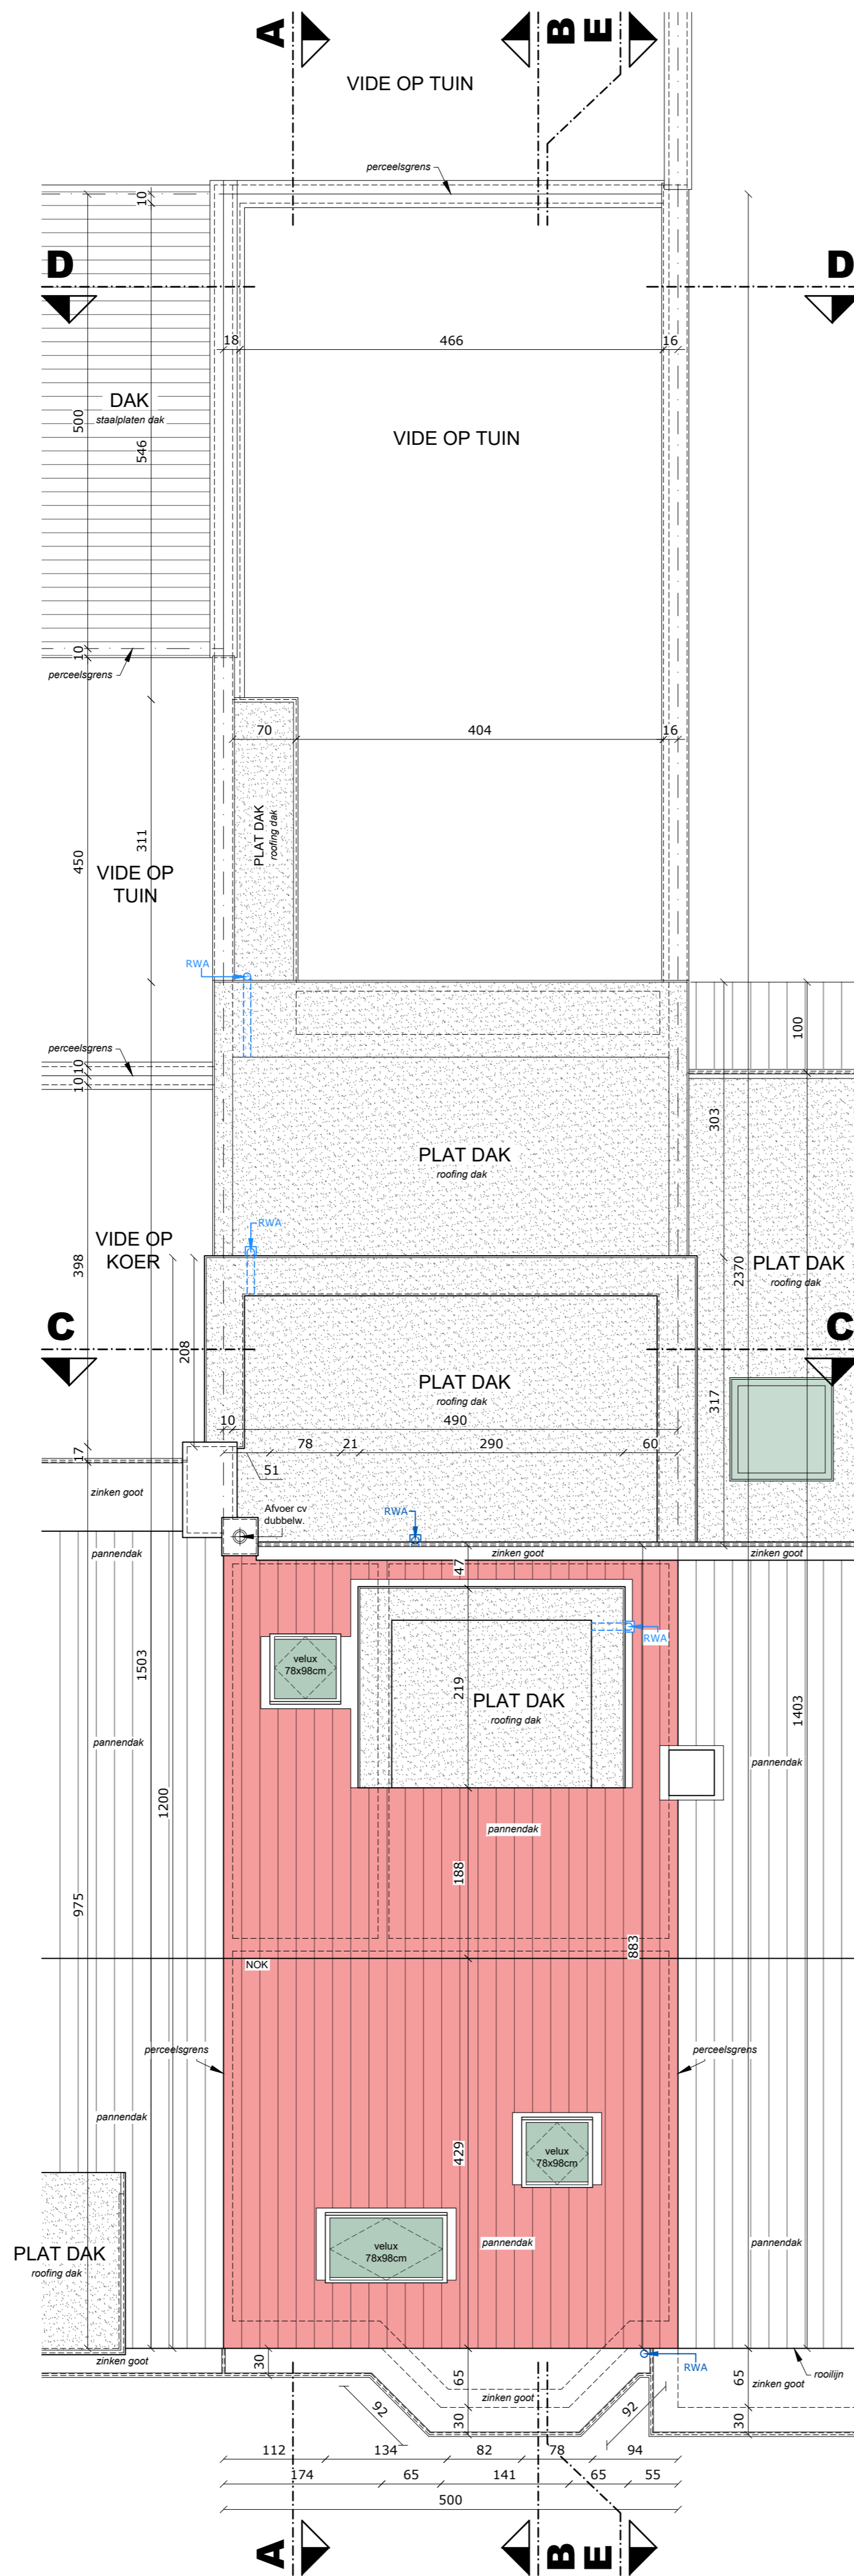 A
B
E
VIDE OP TUIN
perceelsgrens
10
D
D
18
466
16
DAK
staalplaten dak
500
546
VIDE OP TUIN
10
perceelsgrens
70
404
16
PLAT DAK
roofing dak
311
450
VIDE OP
TUIN
RWA
100
perceelsgrens
10
10
303
PLAT DAK
roofing dak
RWA
VIDE OP
KOER
398
2370
PLAT DAK
roofing dak
C
C
208
PLAT DAK
roofing dak
317
10
490
17
78
21
290
60
51
zinken goot
Afvoer cv
dubbelw.
RWA
pannendak
zinken goot
zinken goot
47
RWA
velux
78x98cm
1503
219
PLAT DAK
roofing dak
1403
pannendak
pannendak
1200
pannendak
188
975
883
NOK
perceelsgrens
perceelsgrens
pannendak
429
velux
78x98cm
velux
78x98cm
pannendak
pannendak
PLAT DAK
roofing dak
zinken goot
30
RWA
rooilijn
65
65
zinken goot
zinken goot
92
92
30
30
112
134
82
78
94
174
65
141
65
55
500
A
B
E